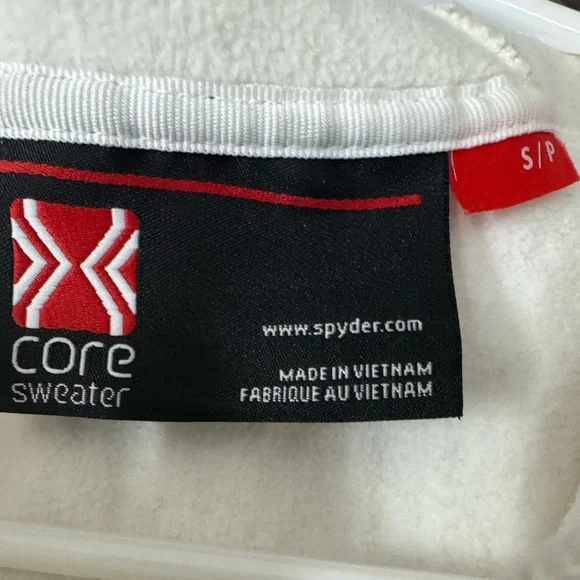 S/P
core
sweater
www.spyder.com
MADE IN VIETNAM
FABRIQUE AU VIETNAM